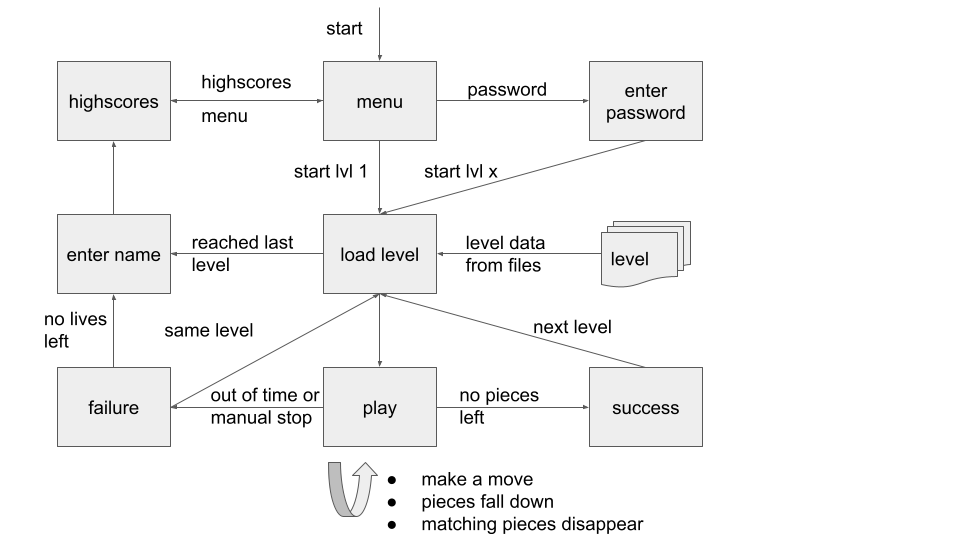 start
highscores
highscores
menu
menu
password
enter
password
start lvl 1
start lvl x
enter name
reached last
level
load level
level data
from files
level
no lives
left
same level
next level
failure
out of time or
manual stop
play
no pieces
left
success
● make a move
● pieces fall down
● matching pieces disappear